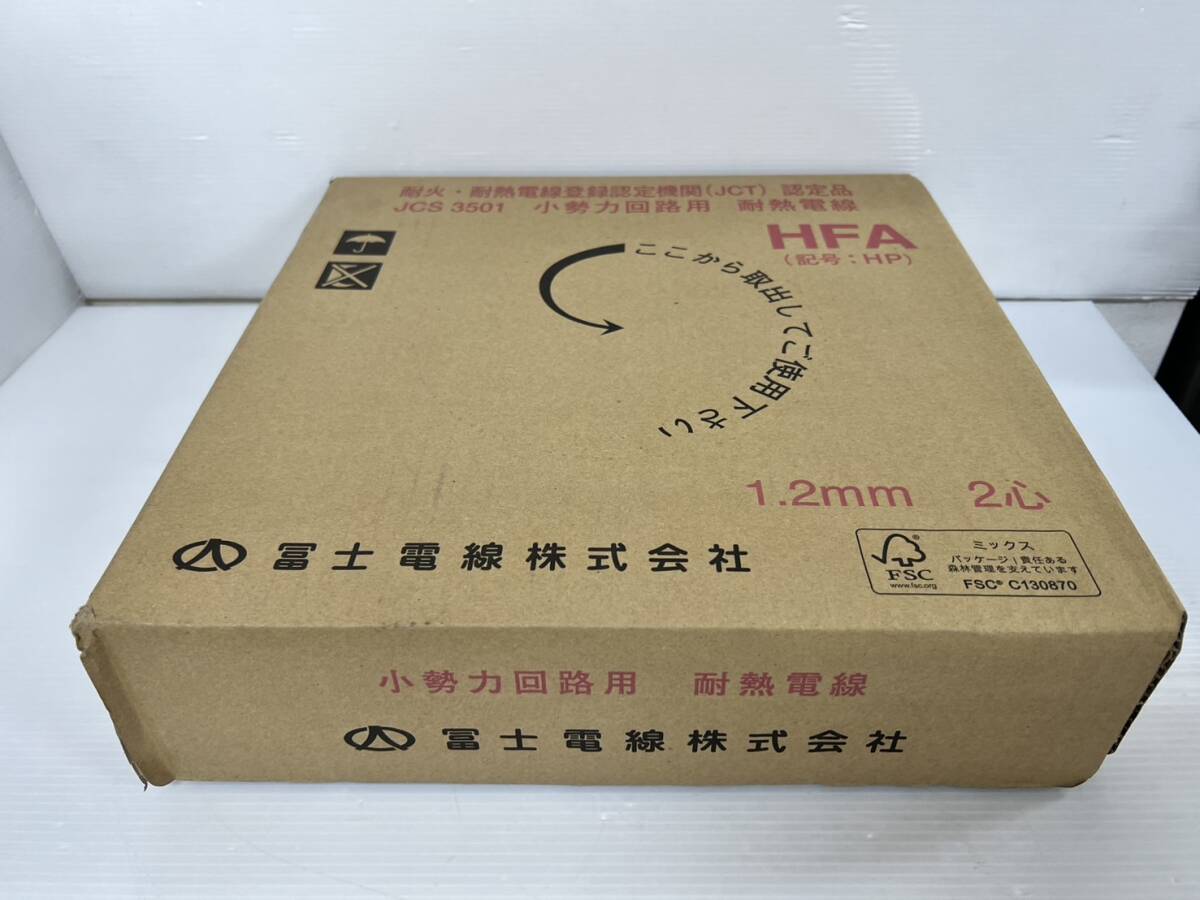 耐火・耐熱電線登録認定機関(JCT) 認定品
JCS 3501 小勢力回路用 耐熱電線
HFA
(記号:HP)
ここから取出してご使用下さい
1.2mm 2心
冨士電線株式会社
FSC®
www.fsc.org
ミックス
パッケージ|責任ある
森林管理を支えています
FSC® C130870
小勢力回路用 耐熱電線
冨士電線株式会社